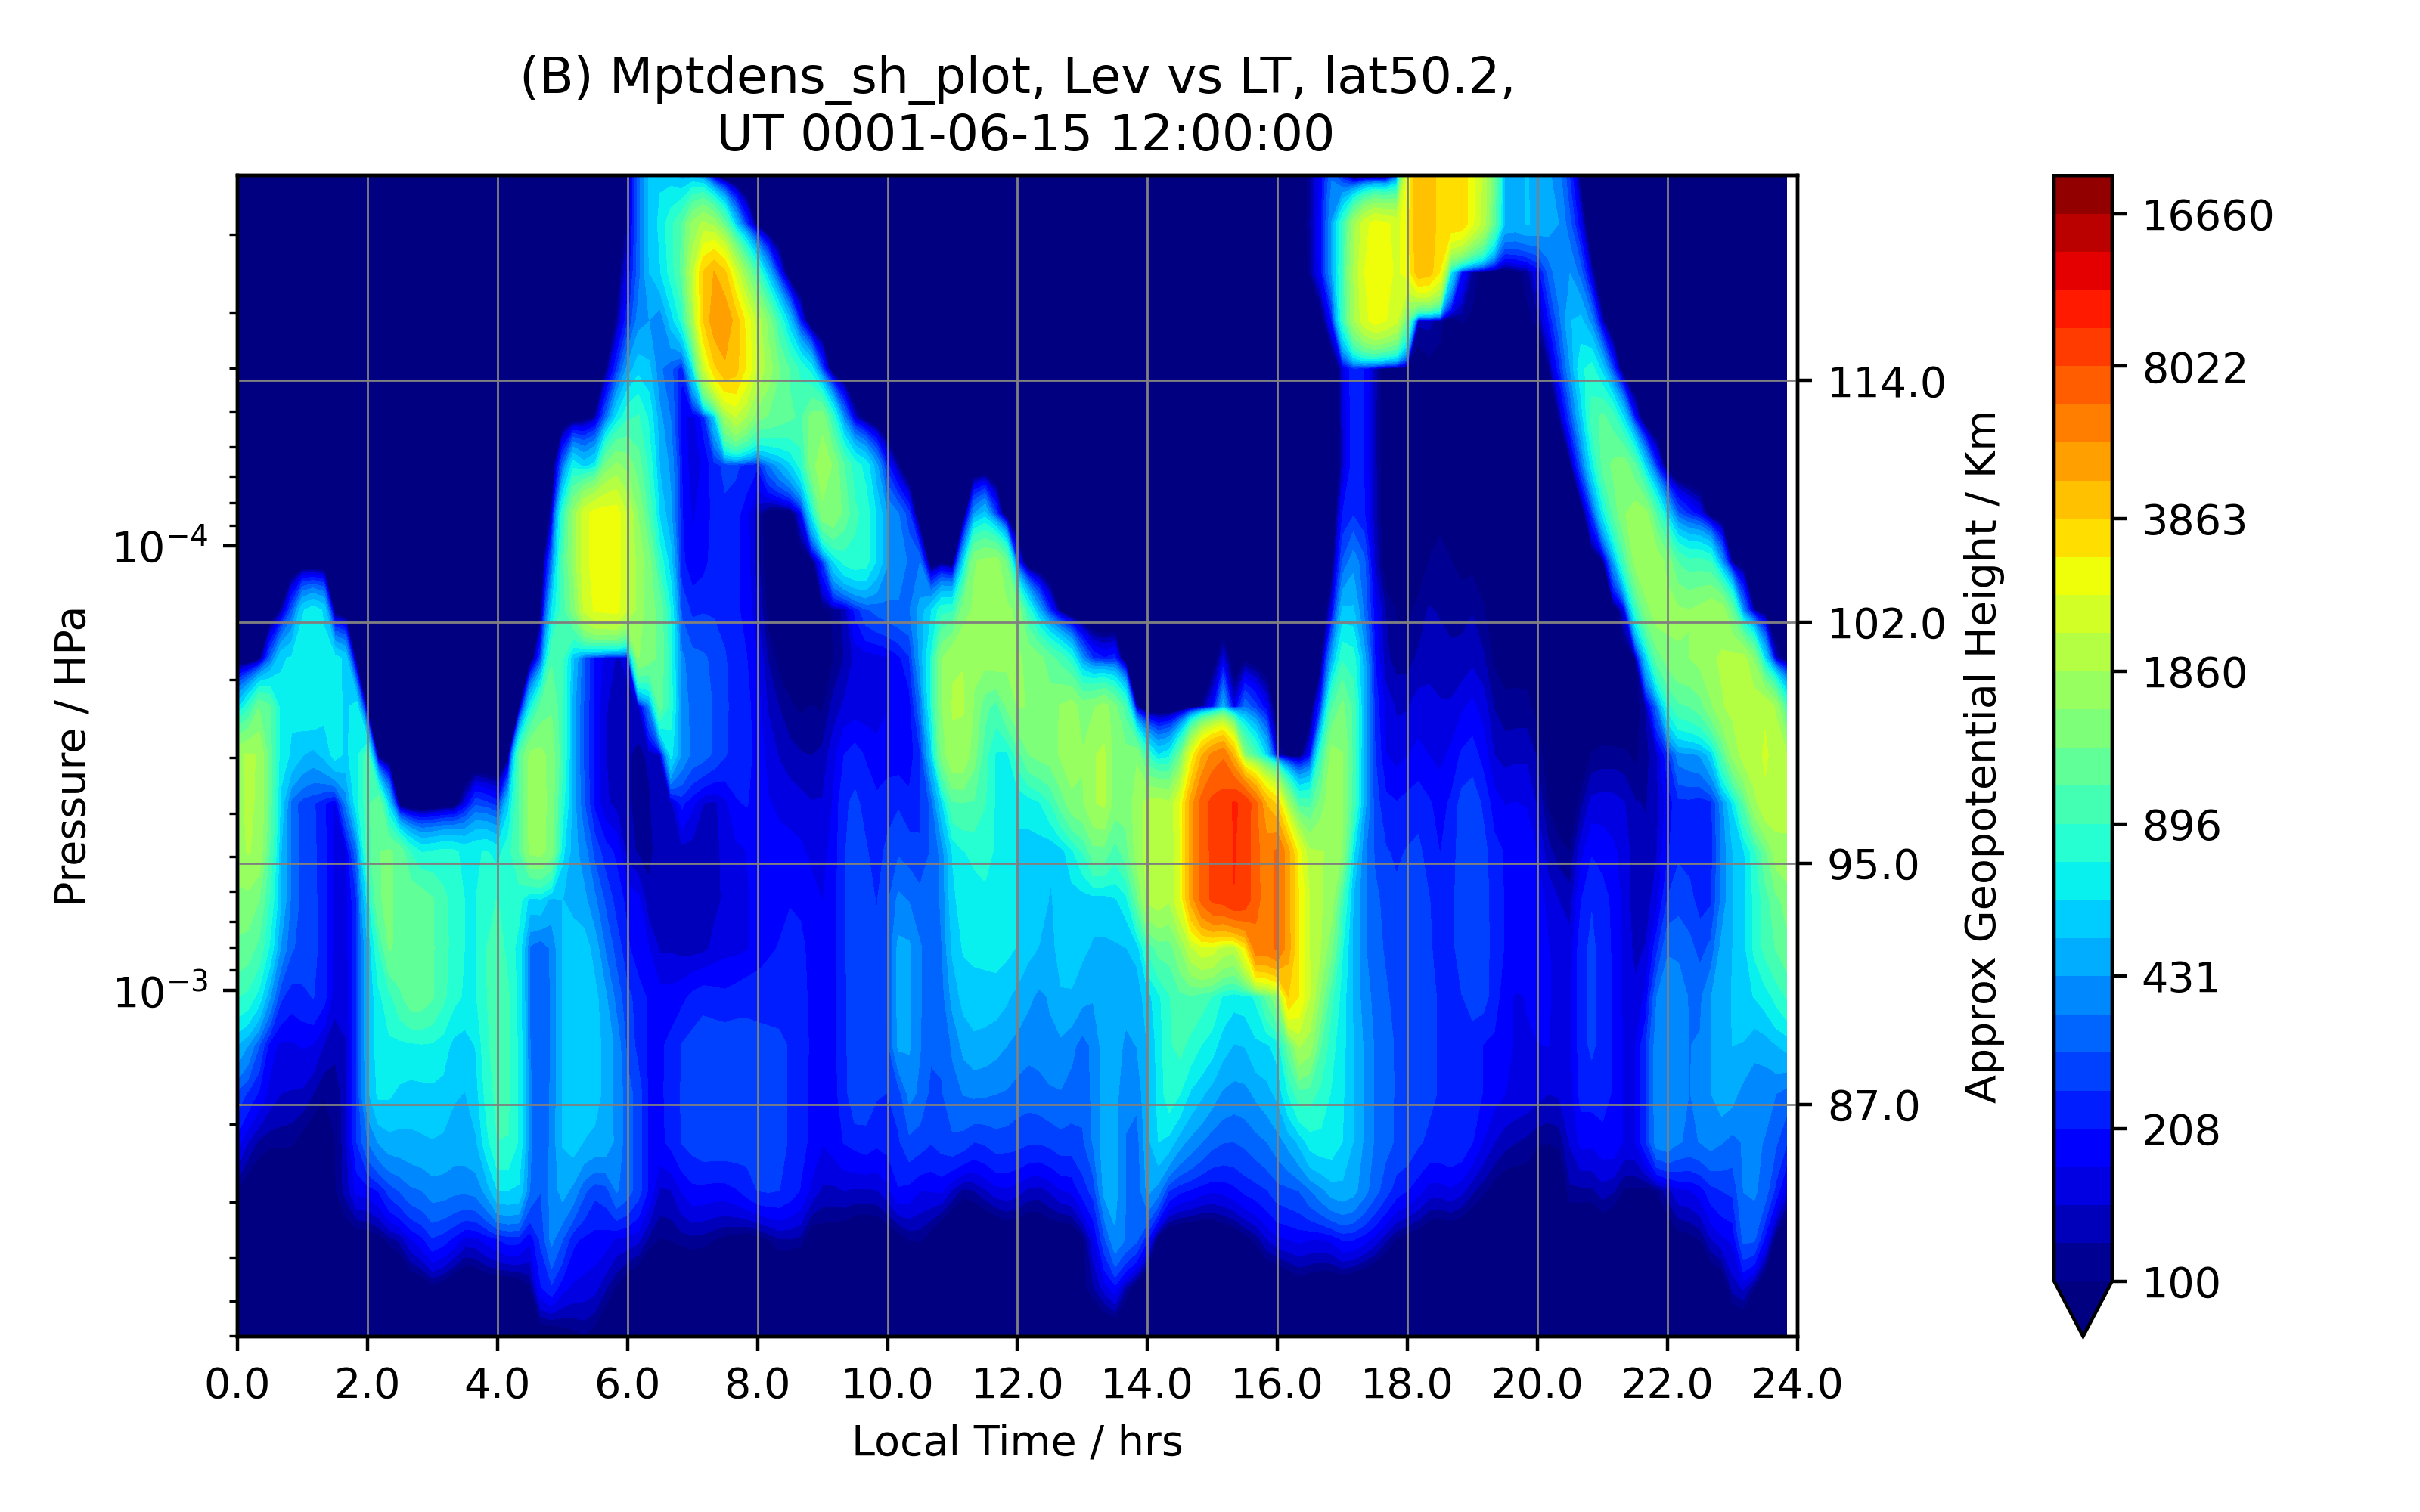 (B) Mptdens_sh_plot, Lev vs LT, lat50.2,
UT 0001-06-15 12:00:00
Pressure / HPa
10⁻⁴
10⁻³
0.0 2.0 4.0 6.0 8.0 10.0 12.0 14.0 16.0 18.0 20.0 22.0 24.0
Local Time / hrs
114.0
102.0
95.0
87.0
Approx Geopotential Height / Km
16660
8022
3863
1860
896
431
208
100